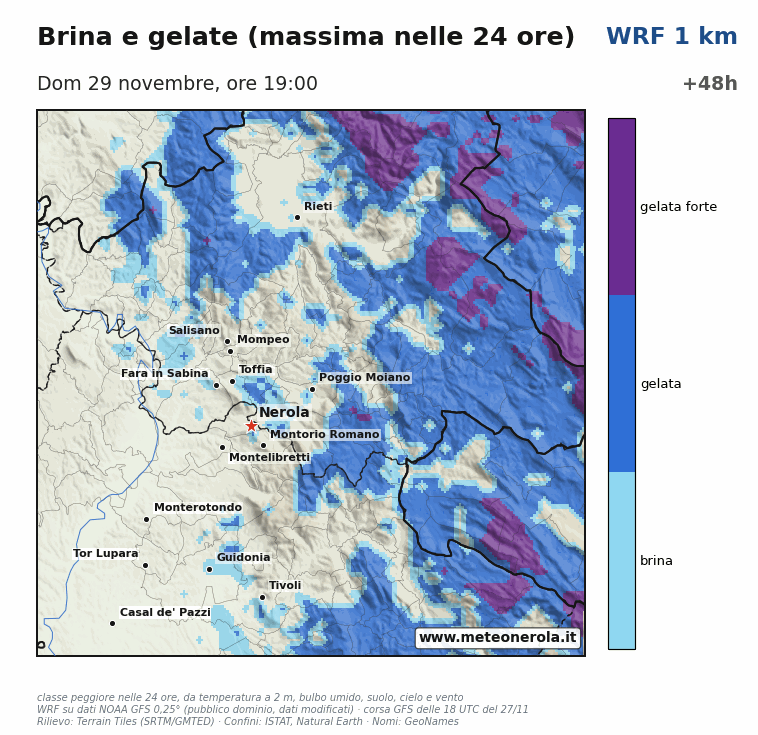 Brina e gelate (massima nelle 24 ore)
WRF 1 km
Dom 29 novembre, ore 19:00
+48h
gelata forte
Rieti
Salisano
Mompeo
Fara in Sabina
Toffia
Poggio Moiano
gelata
Nerola
Montorio Romano
Montelibretti
Monterotondo
Tor Lupara
Guidonia
brina
Tivoli
Casal de' Pazzi
www.meteonerola.it
classe peggiore nelle 24 ore, da temperatura a 2 m, bulbo umido, suolo, cielo e vento
WRF su dati NOAA GFS 0,25° (pubblico dominio, dati modificati) · corsa GFS delle 18 UTC del 27/11
Rilievo: Terrain Tiles (SRTM/GMTED) · Confini: ISTAT, Natural Earth · Nomi: GeoNames